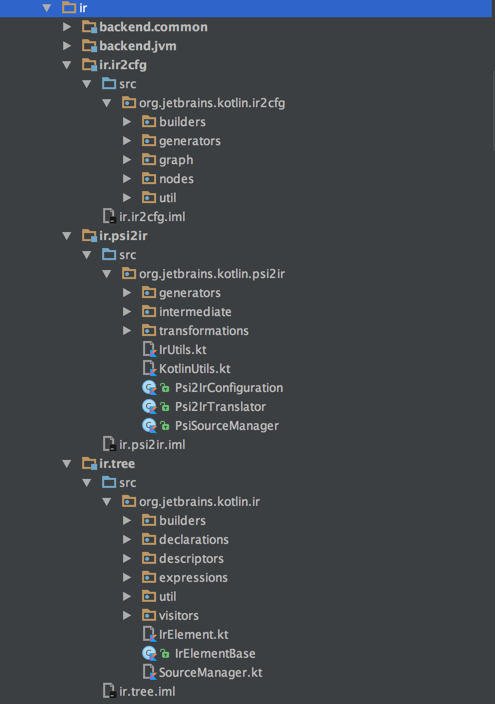 ir
backend.common
backend.jvm
ir.ir2cfg
src
org.jetbrains.kotlin.ir2cfg
builders
generators
graph
nodes
util
ir.ir2cfg.iml
ir.psi2ir
src
org.jetbrains.kotlin.psi2ir
generators
intermediate
transformations
IrUtils.kt
KotlinUtils.kt
Psi2IrConfiguration
Psi2IrTranslator
PsiSourceManager
ir.psi2ir.iml
ir.tree
src
org.jetbrains.kotlin.ir
builders
declarations
descriptors
expressions
util
visitors
IrElement.kt
IrElementBase
SourceManager.kt
ir.tree.iml